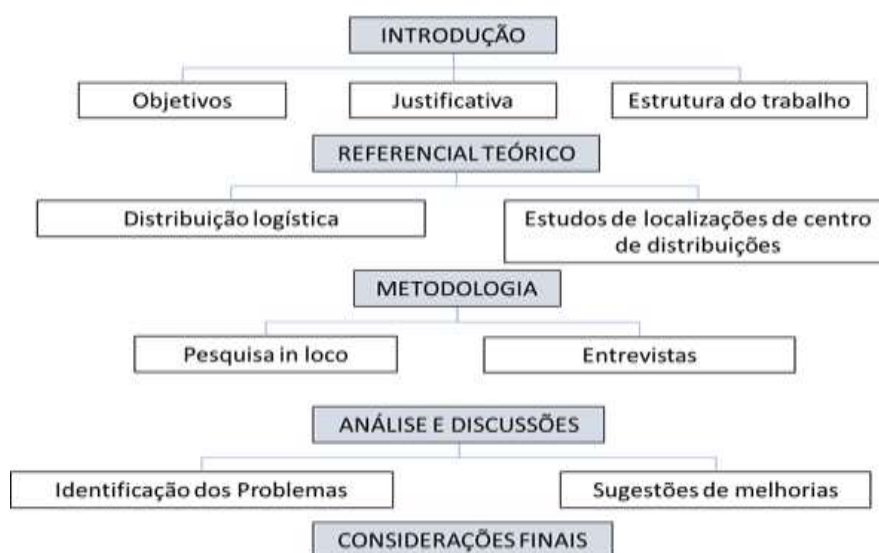 INTRODUÇÃO
Objetivos
Justificativa
Estrutura do trabalho
REFERENCIAL TEÓRICO
Distribuição logística
Estudos de localizações de centro
de distribuições
METODOLOGIA
Pesquisa in loco
Entrevistas
ANÁLISE E DISCUSSÕES
Identificação dos Problemas
Sugestões de melhorias
CONSIDERAÇÕES FINAIS